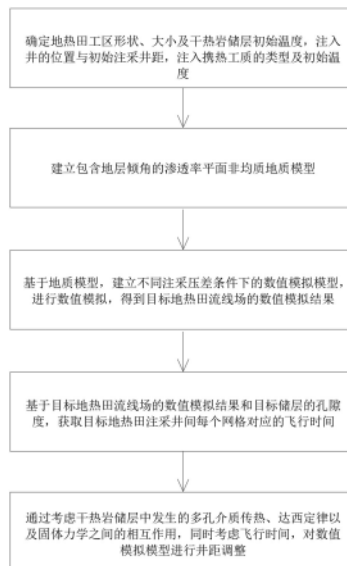 确定地热田工区形状、大小及干热岩储层初始温度，注入
井的位置与初始注采井距，注入携热工质的类型及初始温
度
建立包含地层倾角的渗透率平面非均质地质模型
基于地质模型，建立不同注采压差条件下的数值模拟模型，
进行数值模拟，得到目标地热田流线场的数值模拟结果
基于目标地热田流线场的数值模拟结果和目标储层的孔隙
度，获取目标地热田注采井间每个网格对应的飞行时间
通过考虑干热岩储层中发生的多孔介质传热、达西定律以
及固体力学之间的相互作用，同时考虑飞行时间，对数值
模拟模型进行井距调整